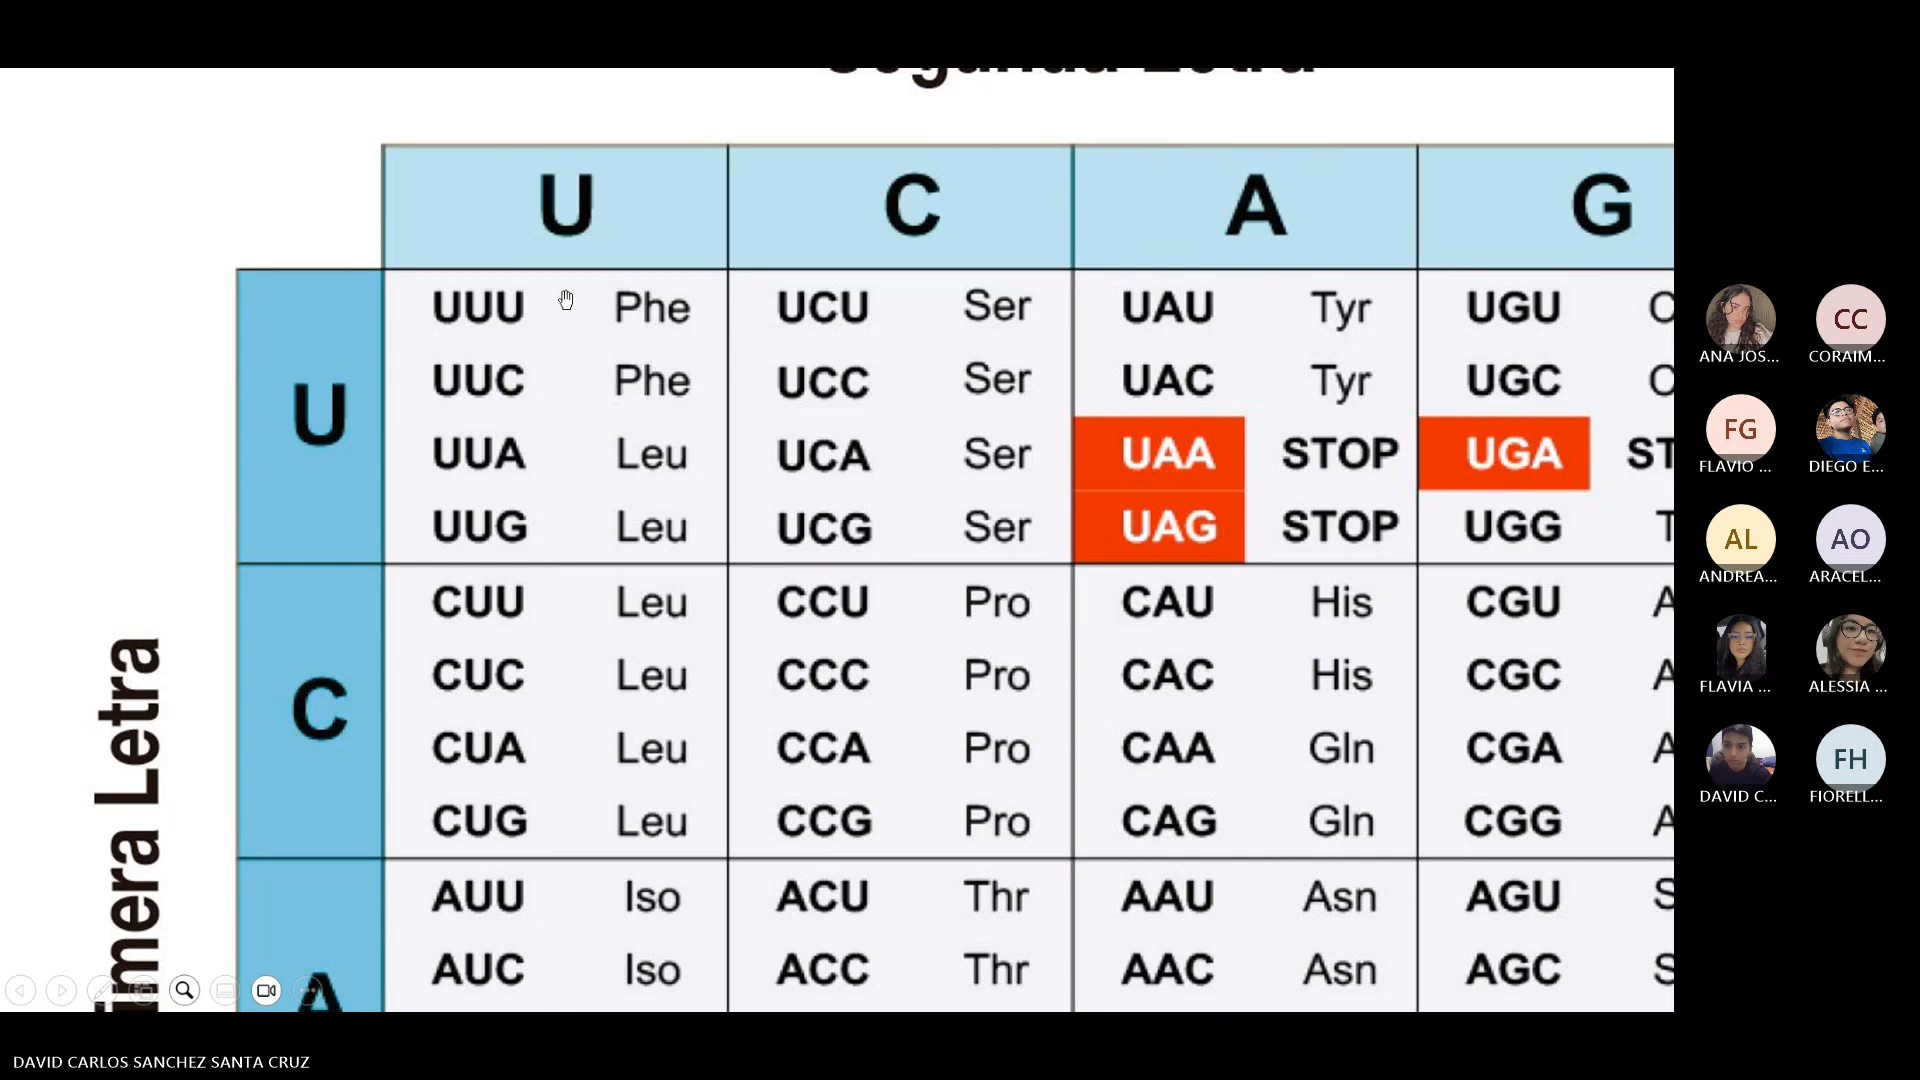 Segunda Letra
U C A G
UUU Phe UCU Ser UAU Tyr UGU C
UUC Phe UCC Ser UAC Tyr UGC C
U
UUA Leu UCA Ser UAA STOP UGA ST
UUG Leu UCG Ser UAG STOP UGG T
CUU Leu CCU Pro CAU His CGU A
CUC Leu CCC Pro CAC His CGC A
C
CUA Leu CCA Pro CAA Gln CGA A
CUG Leu CCG Pro CAG Gln CGG A
AUU Iso ACU Thr AAU Asn AGU S
AUC Iso ACC Thr AAC Asn AGC S
A
imera Letra
CC
ANA JOS... CORAIM...
FG
FLAVIO ... DIEGO E...
AL AO
ANDREA... ARACEL...
FLAVIA ... ALESSIA ...
FH
DAVID C... FIORELL...
DAVID CARLOS SANCHEZ SANTA CRUZ